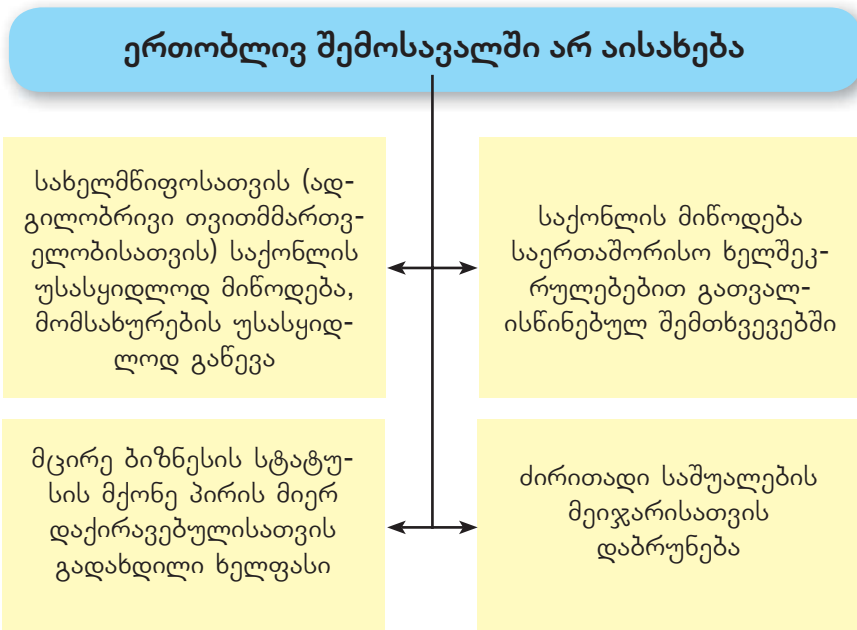 ერთობლივ შემოსავალში არ აისახება
სახელმწიფოსათვის (ად-
გილობრივი თვითმმართვ-
ელობისათვის) საქონლის
უსასყიდლოდ მიწოდება,
მომსახურების უსასყიდ-
ლოდ გაწევა
საქონლის მიწოდება
საერთაშორისო ხელშეკ-
რულებებით გათვალ-
ისწინებულ შემთხვევებში
მცირე ბიზნესის სტატუ-
სის მქონე პირის მიერ
დაქირავებულისათვის
გადახდილი ხელფასი
ძირითადი საშუალების
მეიჯარისათვის
დაბრუნება